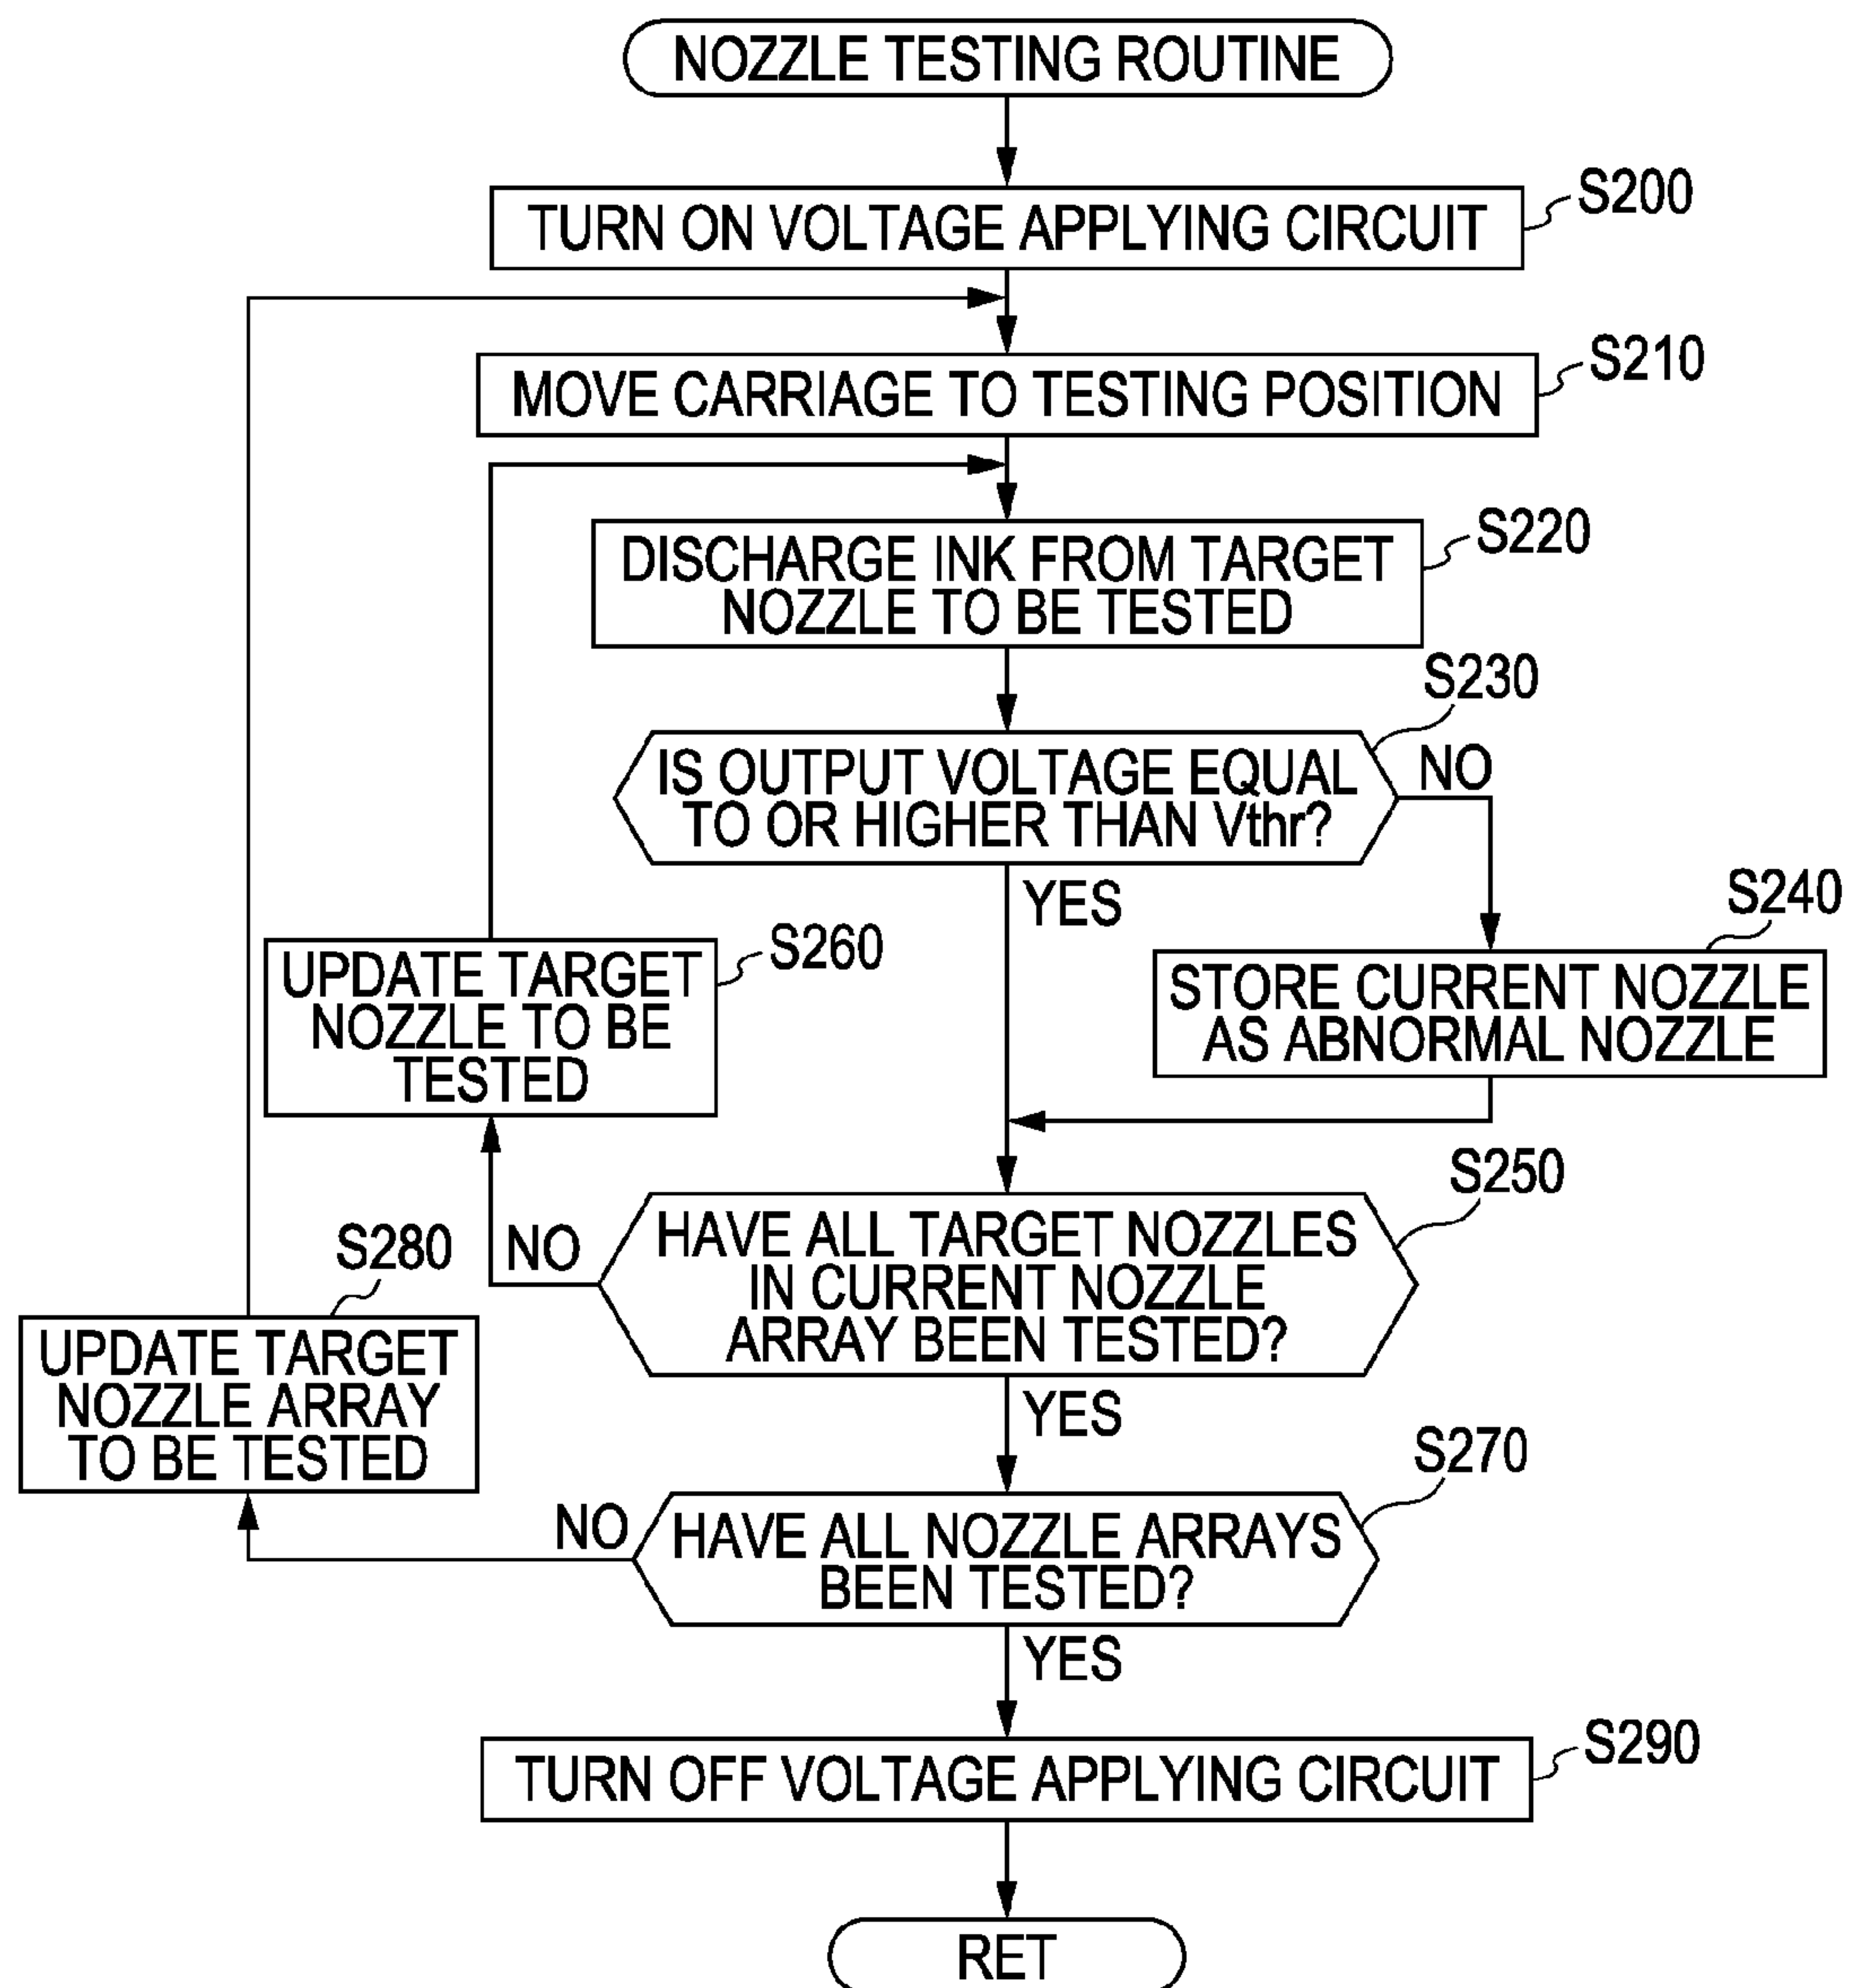 NOZZLE TESTING ROUTINE
S200
TURN ON VOLTAGE APPLYING CIRCUIT
S210
MOVE CARRIAGE TO TESTING POSITION
S220
DISCHARGE INK FROM TARGET
NOZZLE TO BE TESTED
S230
IS OUTPUT VOLTAGE EQUAL
TO OR HIGHER THAN Vthr?
NO
YES
S240
STORE CURRENT NOZZLE
AS ABNORMAL NOZZLE
S260
UPDATE TARGET
NOZZLE TO BE
TESTED
S250
HAVE ALL TARGET NOZZLES
IN CURRENT NOZZLE
ARRAY BEEN TESTED?
NO
YES
S280
UPDATE TARGET
NOZZLE ARRAY
TO BE TESTED
S270
NO
HAVE ALL NOZZLE ARRAYS
BEEN TESTED?
YES
S290
TURN OFF VOLTAGE APPLYING CIRCUIT
RET